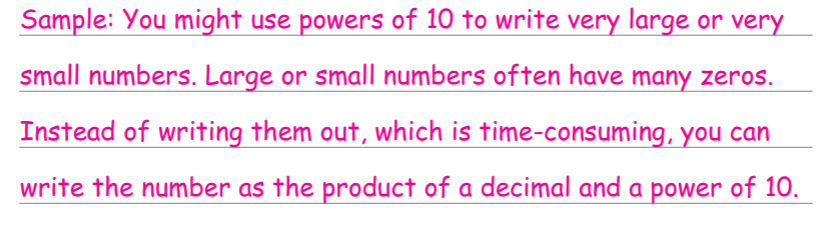 Sample: You might use powers of 10 to write very large or very
small numbers. Large or small numbers often have many zeros.
Instead of writing them out, which is time-consuming, you can
write the number as the product of a decimal and a power of 10.